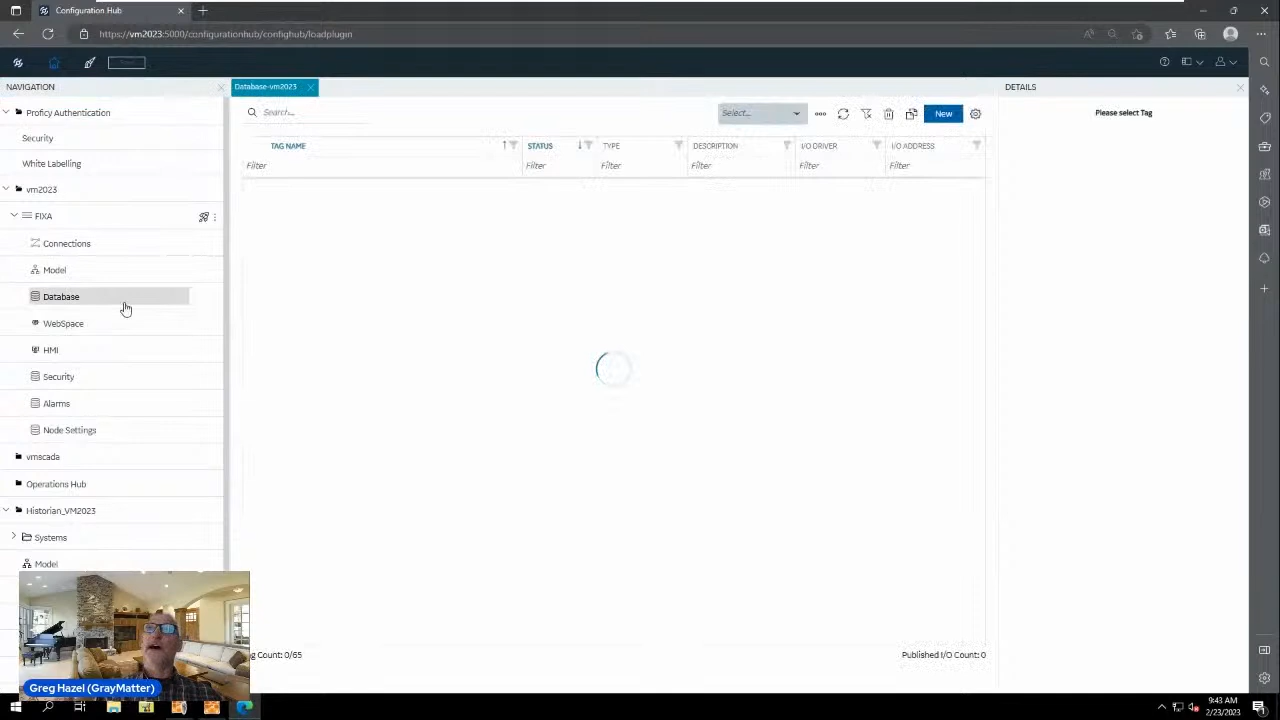 Configuration Hub
https://vm2023:5000/configurationhub/confighub/loadplugin
NAVIGATION
Database-vm2023
DETAILS
Proficy Authentication
Search...
Select...
New
Please select Tag
Security
White Labelling
TAG NAME
STATUS
TYPE
DESCRIPTION
I/O DRIVER
I/O ADDRESS
Filter
Filter
Filter
Filter
Filter
Filter
vm2023
FIXA
Connections
Model
Database
WebSpace
HMI
Security
Alarms
Node Settings
vmscada
Operations Hub
Historian_VM2023
Systems
Model
g Count: 0/65
Published I/O Count: 0
Greg Hazel (GrayMatter)
9:43 AM
2/23/2023